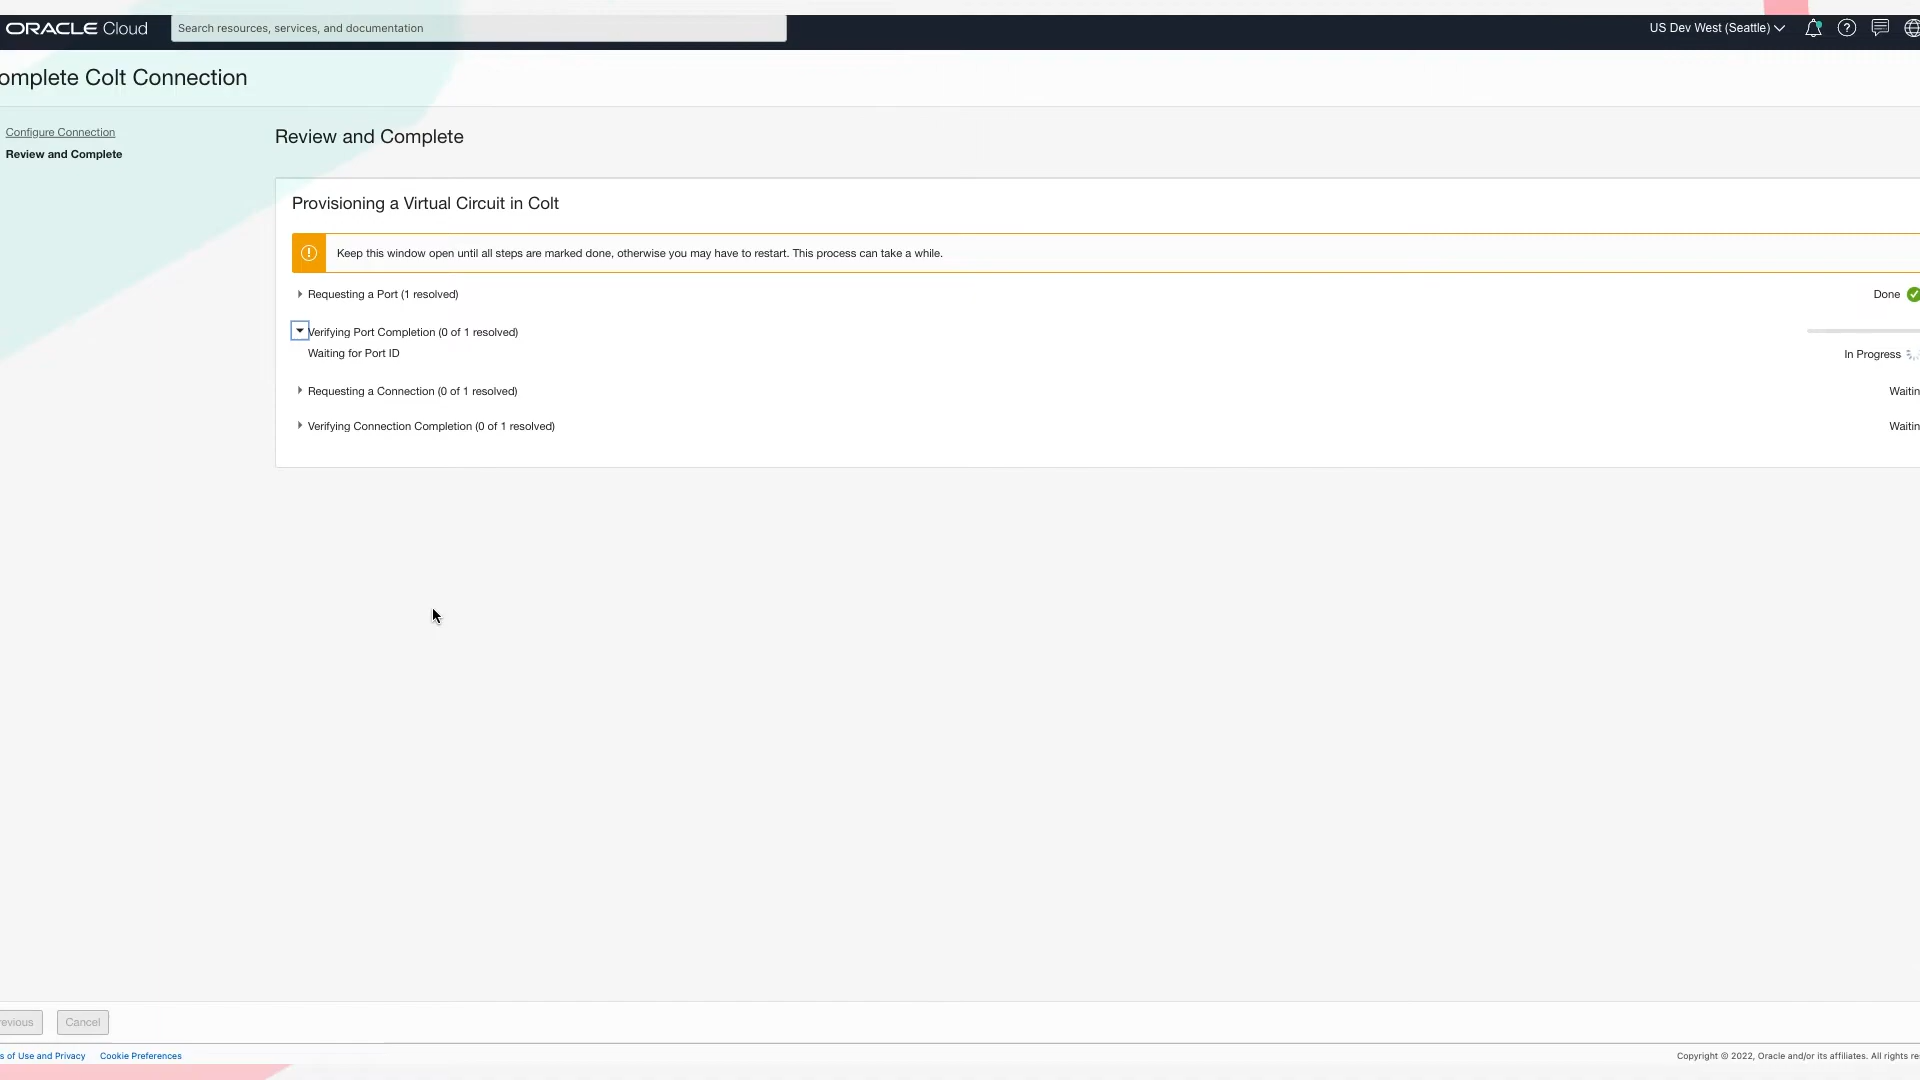 ORACLE Cloud
Search resources, services, and documentation
US Dev West (Seattle)
omplete Colt Connection
Configure Connection
Review and Complete
Review and Complete
Provisioning a Virtual Circuit in Colt
Keep this window open until all steps are marked done, otherwise you may have to restart. This process can take a while.
Requesting a Port (1 resolved)
Done
Verifying Port Completion (0 of 1 resolved)
Waiting for Port ID
In Progress
Requesting a Connection (0 of 1 resolved)
Waitin
Verifying Connection Completion (0 of 1 resolved)
Waitin
evious
Cancel
s of Use and Privacy
Cookie Preferences
Copyright © 2022, Oracle and/or its affiliates. All rights re